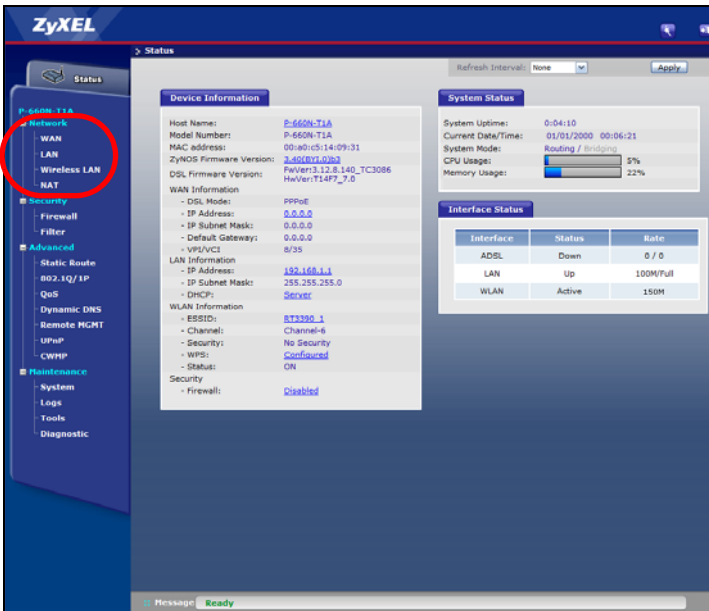 ZyXEL
> Status
Refresh Interval: None Apply
Status
P-660N-T1A
Network
WAN
LAN
Wireless LAN
NAT
Security
Firewall
Filter
Advanced
Static Route
802.1Q/1P
QoS
Dynamic DNS
Remote MGMT
UPnP
CWMP
Maintenance
System
Logs
Tools
Diagnostic
Device Information
Host Name: P-660N-T1A
Model Number: P-660N-T1A
MAC address: 00:a0:c5:14:09:31
ZyNOS Firmware Version: 3.40(BYI.0)b3
DSL Firmware Version: FwVer:3.12.8.140_TC3086
HwVer:T14F7_7.0
WAN Information
- DSL Mode: PPPoE
- IP Address: 0.0.0.0
- IP Subnet Mask: 0.0.0.0
- Default Gateway: 0.0.0.0
- VPI/VCI 8/35
LAN Information
- IP Address: 192.168.1.1
- IP Subnet Mask: 255.255.255.0
- DHCP: Server
WLAN Information
- ESSID: RT3390_1
- Channel: Channel-6
- Security: No Security
- WPS: Configured
- Status: ON
Security
- Firewall: Disabled
System Status
System Uptime: 0:04:10
Current Date/Time: 01/01/2000 00:06:21
System Mode: Routing / Bridging
CPU Usage: 5%
Memory Usage: 22%
Interface Status
Interface Status Rate
ADSL Down 0 / 0
LAN Up 100M/Full
WLAN Active 150M
Message Ready